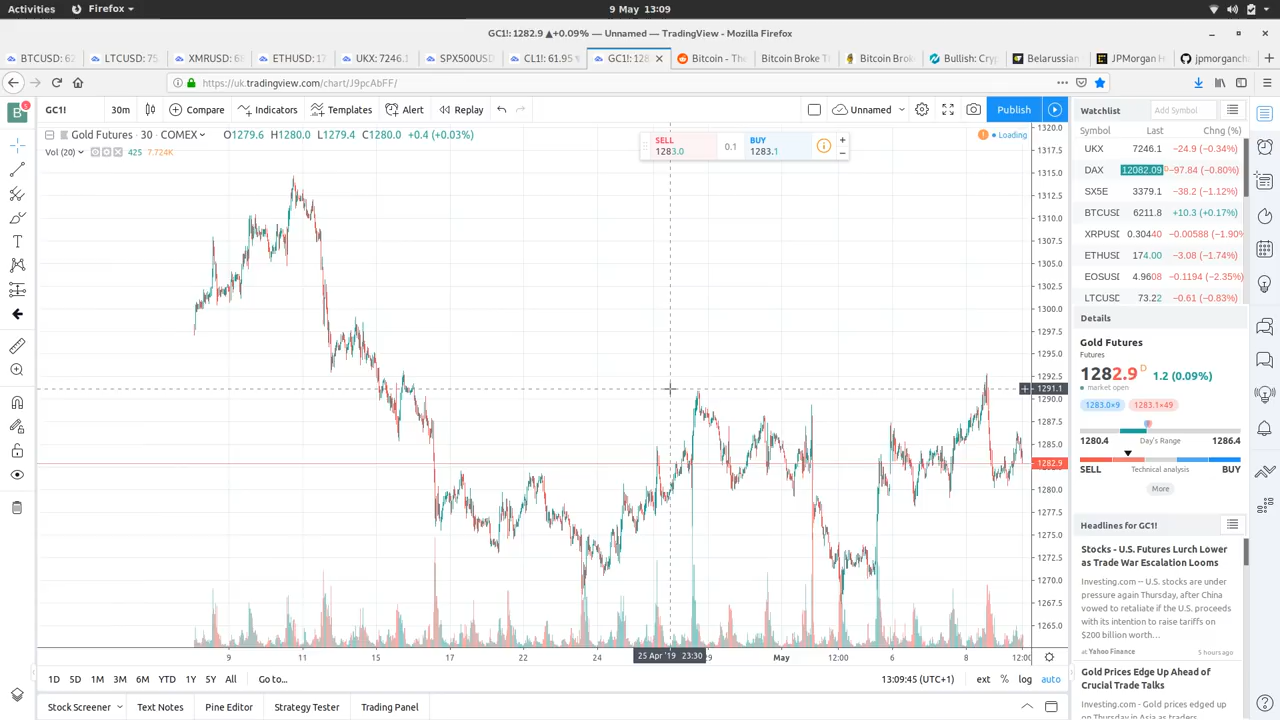 Activities
Firefox
9 May 13:09
GC1!: 1282.9 ▲+0.09% — Unnamed — TradingView - Mozilla Firefox
BTCUSD: 62
LTCUSD: 75
XMRUSD: 6
ETHUSD: 17
UKX: 7241
SPX500USD
CL1!: 61.95
GC1!: 128
Bitcoin - The
Bitcoin Broke T
Bitcoin Broke
Bullish: Cryp
Belarussian
JPMorgan H
jpmorganch
https://uk.tradingview.com/chart/J9pcAbFF/
GC1!
30m
Compare
Indicators
Templates
Alert
Replay
Unnamed
Publish
Gold Futures · 30 · COMEX
O1279.6 H1280.0 L1279.4 C1280.0 +0.4 (+0.03%)
Vol (20) 425 7.724K
SELL
1283.0
0.1
BUY
1283.1
Loading
1320.0
1317.5
1315.0
1312.5
1310.0
1307.5
1305.0
1302.5
1300.0
1297.5
1295.0
1292.5
1291.1
1290.0
1287.5
1285.0
1282.9
1280.0
1277.5
1275.0
1272.5
1270.0
1267.5
1265.0
9
11
15
17
22
24
25 Apr '19 23:30
29
May
12:00
6
8
12:00
1D
5D
1M
3M
6M
YTD
1Y
5Y
All
Go to...
13:09:45 (UTC+1)
ext
%
log
auto
Stock Screener
Text Notes
Pine Editor
Strategy Tester
Trading Panel
Watchlist
Add Symbol
Symbol Last Chng (%)
UKX 7246.1 −24.9 (−0.34%)
DAX 12082.09 D −97.84 (−0.80%)
SX5E 3379.1 −38.2 (−1.12%)
BTCUSD 6211.8 +10.3 (+0.17%)
XRPUSD 0.30440 −0.00588 (−1.90%
ETHUSD 174.00 −3.08 (−1.74%)
EOSUSD 4.9608 −0.1194 (−2.35%)
LTCUSD 73.22 −0.61 (−0.83%)
Details
Gold Futures
Futures
1282.9 D 1.2 (0.09%)
market open
1283.0×9 1283.1×49
1280.4 Day's Range 1286.4
SELL Technical analysis BUY
More
Headlines for GC1!
Stocks - U.S. Futures Lurch Lower
as Trade War Escalation Looms
Investing.com -- U.S. stocks are under
pressure again Thursday, after China
vowed to retaliate if the U.S. proceeds
with its intention to raise tariffs on
$200 billion worth...
at Yahoo Finance 5 hours ago
Gold Prices Edge Up Ahead of
Crucial Trade Talks
Investing.com - Gold prices edged
up on Thursday in Asia as traders